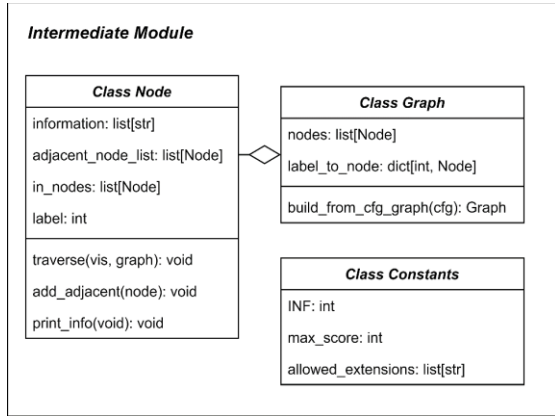 Intermediate Module
Class Node
information: list[str]
adjacent_node_list: list[Node]
in_nodes: list[Node]
label: int
traverse(vis, graph): void
add_adjacent(node): void
print_info(void): void
Class Graph
nodes: list[Node]
label_to_node: dict[int, Node]
build_from_cfg_graph(cfg): Graph
Class Constants
INF: int
max_score: int
allowed_extensions: list[str]